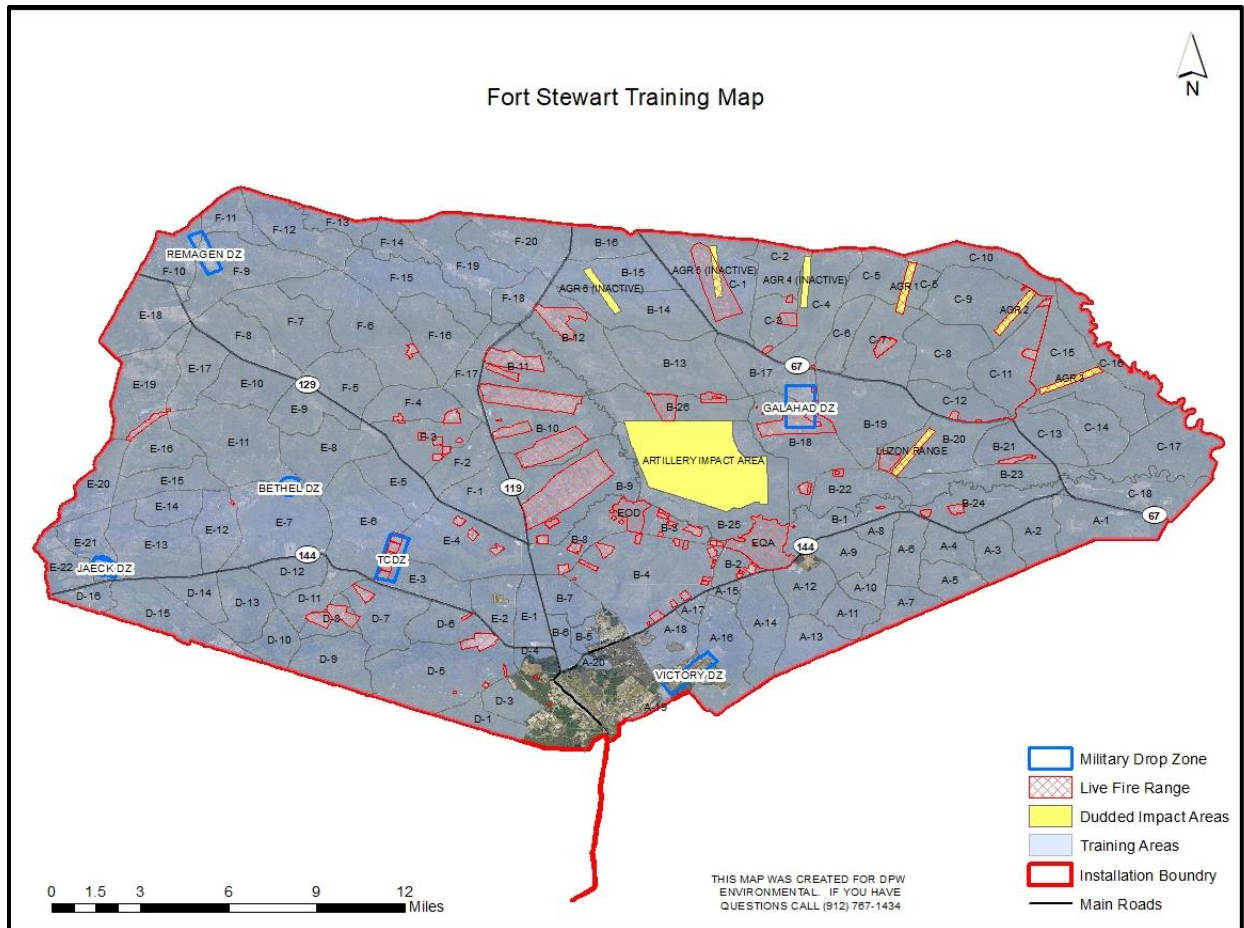 N
Fort Stewart Training Map
F-11
F-12
F-13
F-14
F-20
B-16
REMAGEN DZ
F-10
F-9
F-15
F-19
F-18
B-15
AGR 6 (INACTIVE)
B-14
AGR 5 (INACTIVE)
C-1
C-2
AGR 4 (INACTIVE)
C-4
C-3
C-5
AGR 1
C-6
C-10
C-9
AGR 2
E-18
F-8
F-7
F-6
F-16
F-17
B-12
B-11
B-13
B-17
67
C-6
C-7
C-8
C-11
C-15
C-16
AGR 3
E-19
E-17
E-10
129
F-5
F-4
E-9
B-3
F-2
B-10
B-26
GALAHAD DZ
B-18
B-19
C-12
LUZON RANGE
B-20
B-21
C-13
C-14
C-17
E-16
E-11
E-8
E-20
E-15
E-14
BETHEL DZ
E-5
F-1
119
B-9
ARTILLERY IMPACT AREA
B-22
B-23
B-24
C-18
67
E-21
E-13
E-12
E-7
E-6
E-4
EOD
B-3
B-25
EQA
B-1
144
A-8
A-9
A-6
A-4
A-3
A-2
A-1
E-22
JAECK DZ
144
D-12
TCDZ
E-3
B-8
B-4
B-2
A-15
A-12
A-10
A-5
A-7
A-11
D-16
D-15
D-14
D-13
D-11
D-8
D-7
D-6
E-2
E-1
B-7
B-6
B-5
A-17
A-18
A-16
A-14
A-13
D-10
D-9
D-5
D-4
A-20
VICTORY DZ
D-3
D-1
A-19
Military Drop Zone
Live Fire Range
Dudded Impact Areas
Training Areas
Installation Boundry
Main Roads
0 1.5 3 6 9 12
Miles
THIS MAP WAS CREATED FOR DPW
ENVIRONMENTAL. IF YOU HAVE
QUESTIONS CALL (912) 767-1434